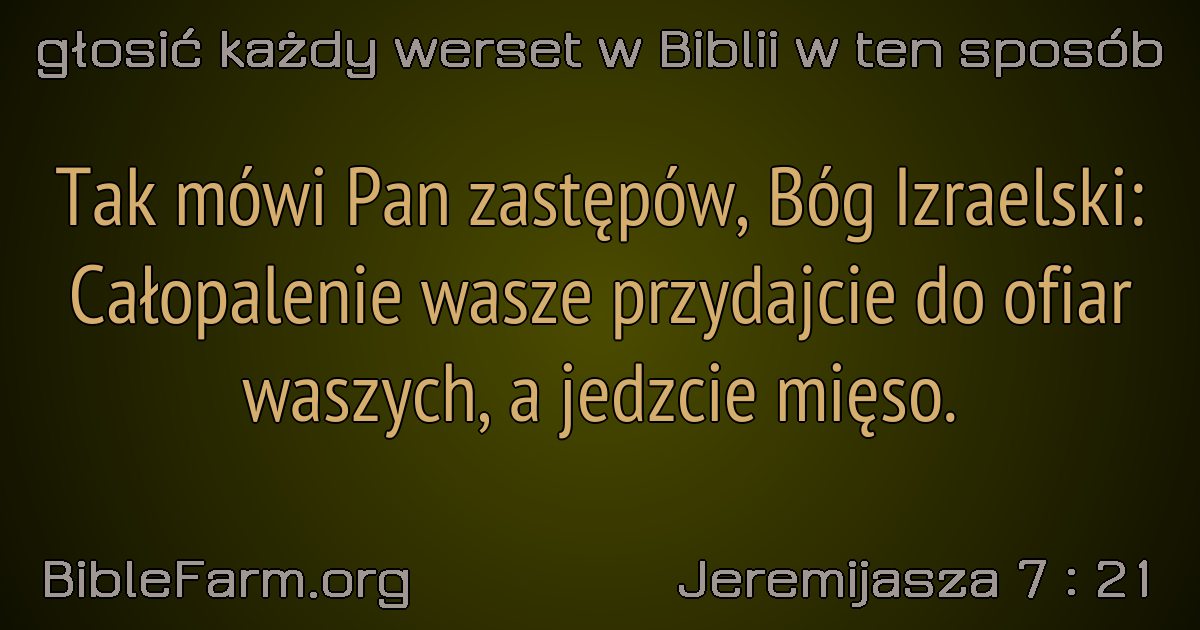 głosić każdy werset w Biblii w ten sposób
Tak mówi Pan zastępów, Bóg Izraelski:
Całopalenie wasze przydajcie do ofiar
waszych, a jedzcie mięso.
BibleFarm.org
Jeremijasza 7 : 21